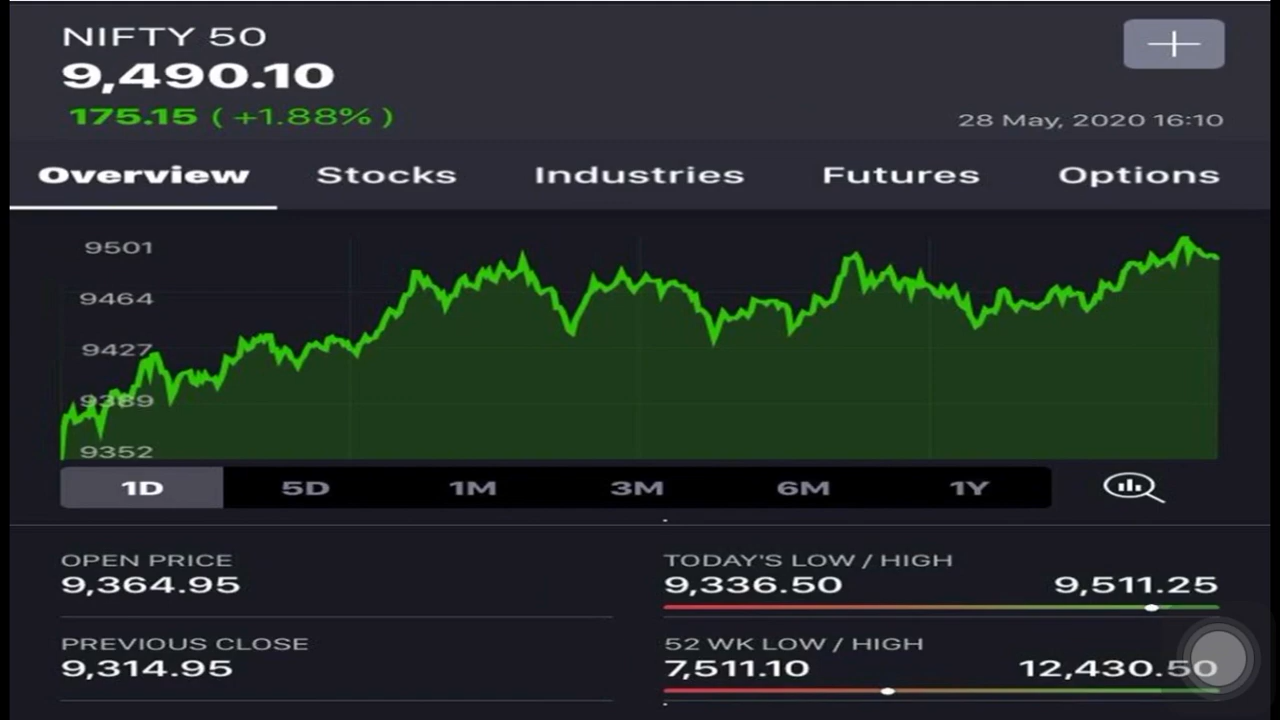 NIFTY 50
9,490.10
175.15 ( +1.88% )
28 May, 2020 16:10
Overview Stocks Industries Futures Options
9501
9464
9427
9389
9352
1D 5D 1M 3M 6M 1Y
OPEN PRICE
9,364.95
TODAY'S LOW / HIGH
9,336.50 9,511.25
PREVIOUS CLOSE
9,314.95
52 WK LOW / HIGH
7,511.10 12,430.50